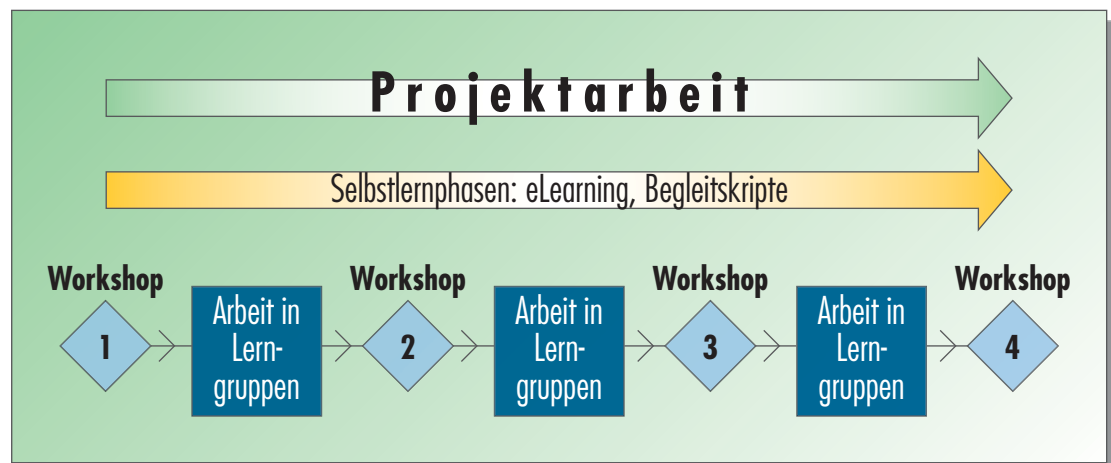 Projektarbeit
Selbstlernphasen: eLearning, Begleitskripte
Workshop
Workshop
Workshop
Workshop
1
Arbeit in
Lern-
gruppen
2
Arbeit in
Lern-
gruppen
3
Arbeit in
Lern-
gruppen
4